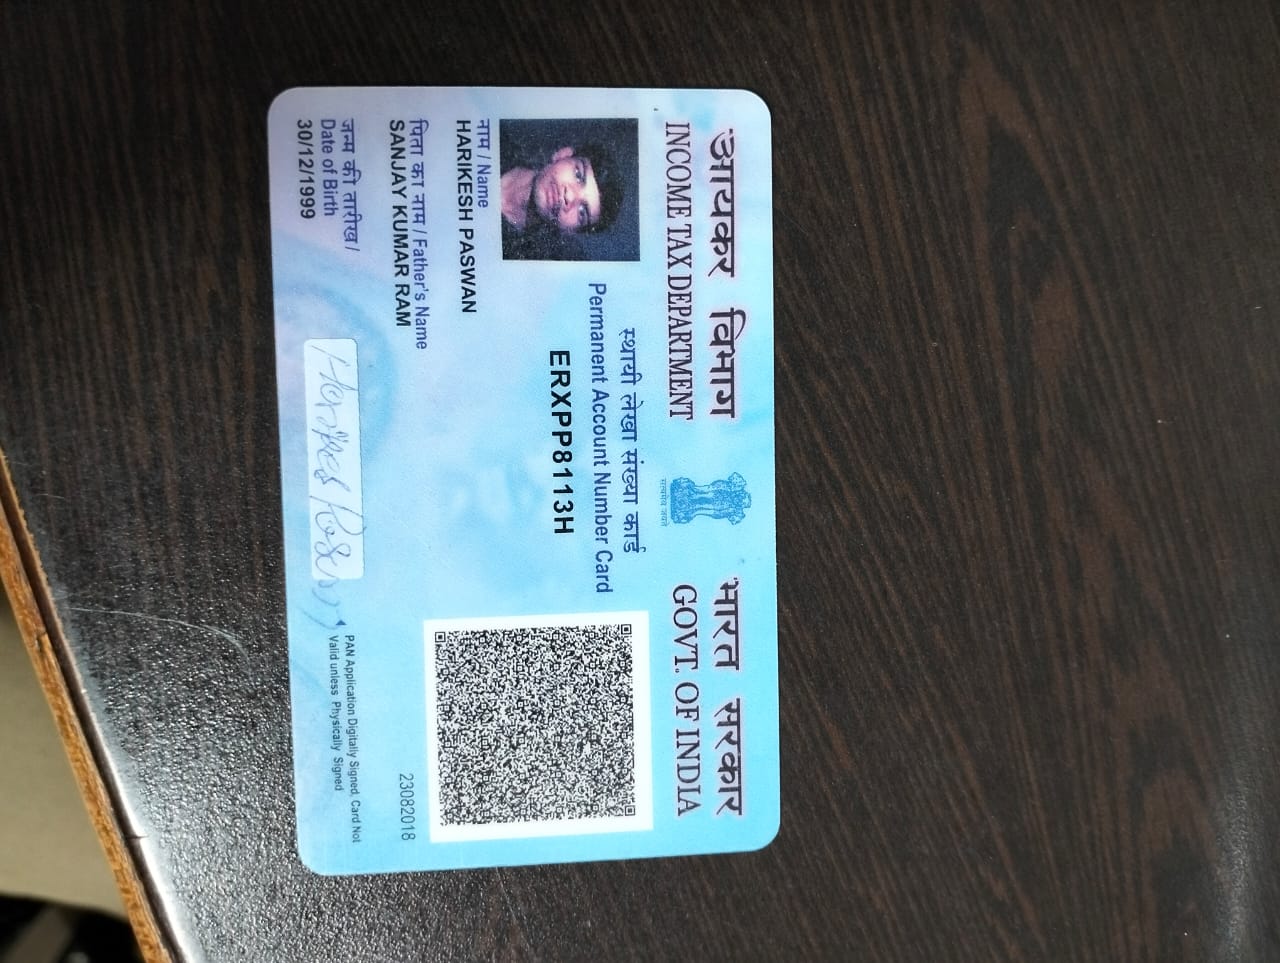 आयकर विभाग
INCOME TAX DEPARTMENT
सत्यमेव जयते
भारत सरकार
GOVT. OF INDIA
स्थायी लेखा संख्या कार्ड
Permanent Account Number Card
ERXPP8113H
नाम / Name
HARIKESH PASWAN
पिता का नाम / Father's Name
SANJAY KUMAR RAM
जन्म की तारीख /
Date of Birth
30/12/1999
23082018
PAN Application Digitally Signed, Card Not
Valid unless Physically Signed